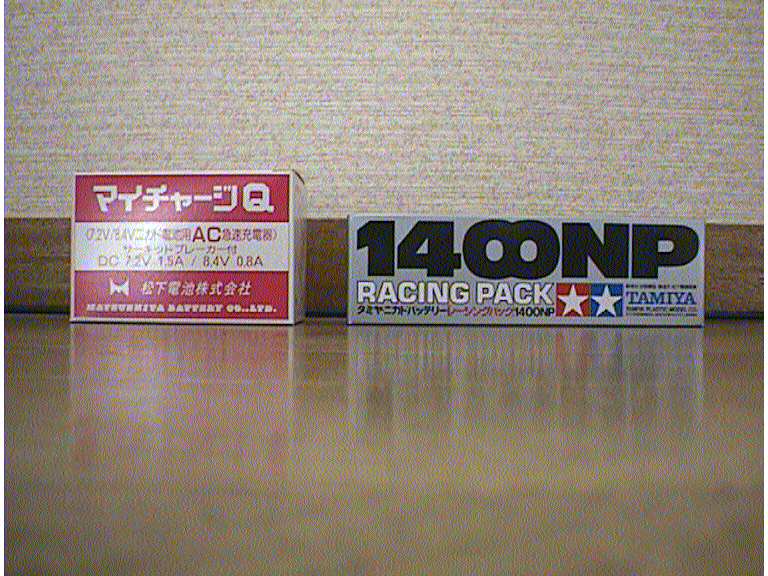 マイチャージQ
(7.2V/8.4Vニカド電池用AC急速充電器)
サーキットブレーカー付
DC 7.2V 1.5A / 8.4V 0.8A
松下電池株式会社
MATSUSHITA BATTERY CO.,LTD.
1400NP
RACING PACK
タミヤニカドバッテリーレーシングパック1400NP
TAMIYA
TAMIYA PLASTIC MODEL CO.